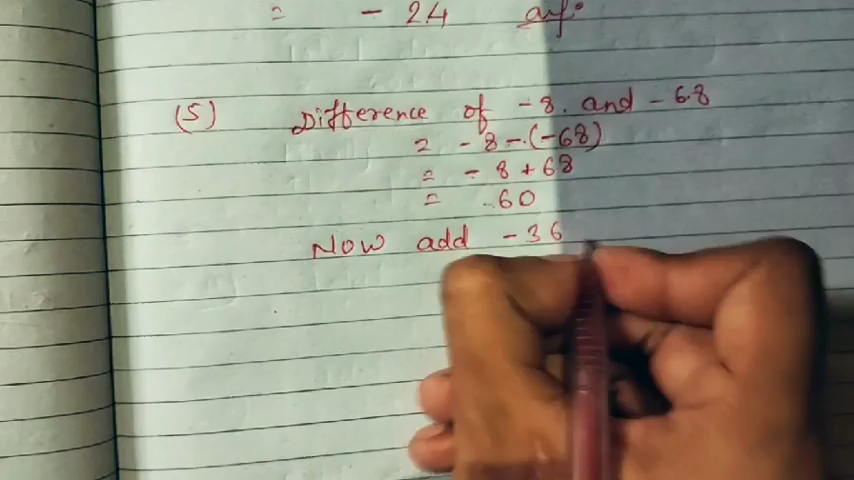 = - 24 ans.
(5) Difference of -8. and -68
= -8-(-68)
= -8+68
= 60
Now add -36